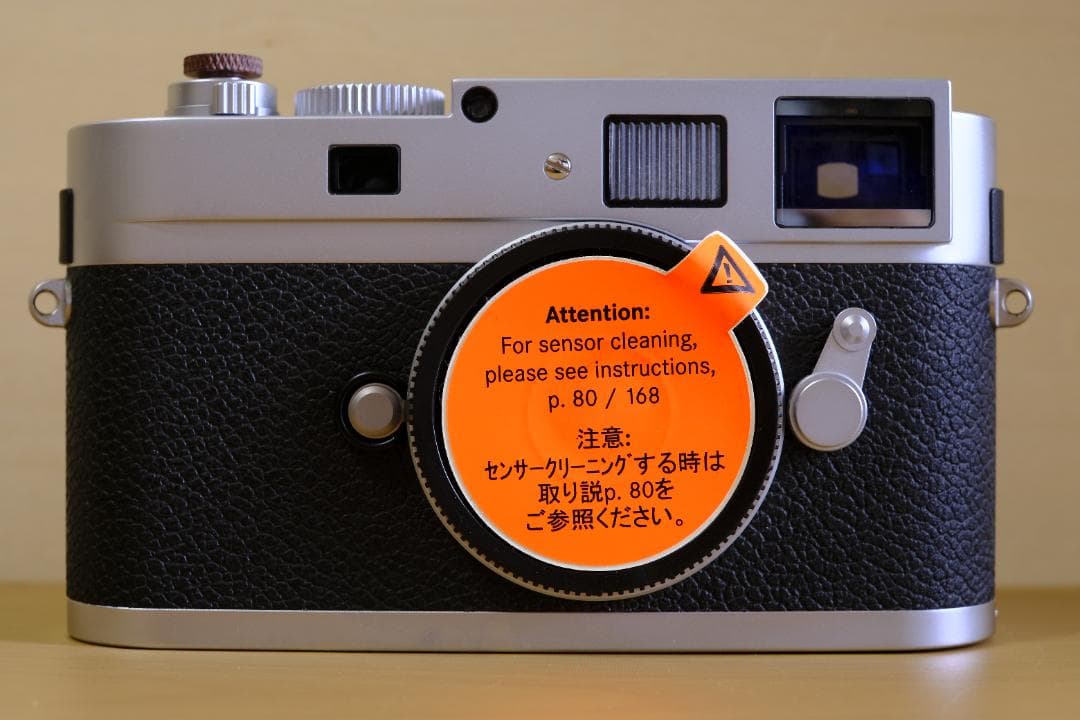 Attention:
For sensor cleaning,
please see instructions,
p. 80 / 168
注意:
ｾﾝｻｰｸﾘｰﾆﾝｸﾞする時は
取り説p. 80を
ご参照ください。